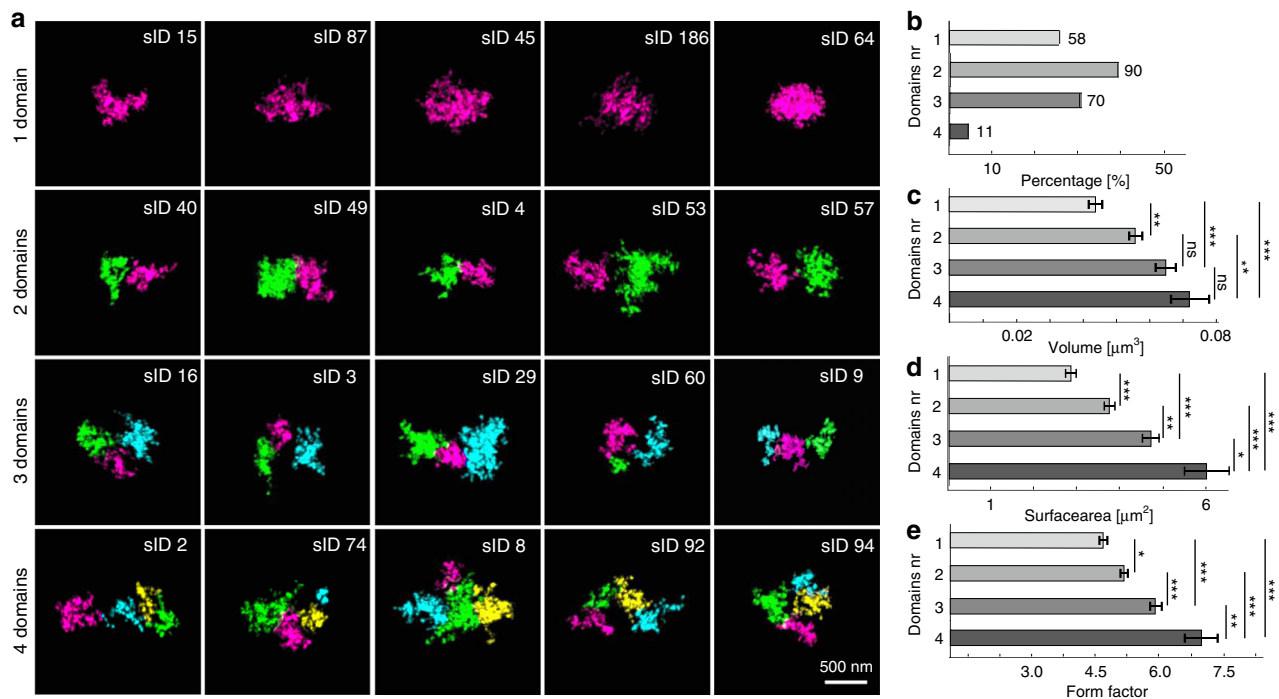 a
sID 15
sID 87
sID 45
sID 186
sID 64
1 domain
sID 40
sID 49
sID 4
sID 53
sID 57
2 domains
sID 16
sID 3
sID 29
sID 60
sID 9
3 domains
sID 2
sID 74
sID 8
sID 92
sID 94
4 domains
500 nm
b
Domains nr
1
58
2
90
3
70
4
11
10
50
Percentage [%]
c
Domains nr
1
2
3
4
**
ns
***
ns
**
***
0.02
0.08
Volume [μm³]
d
Domains nr
1
2
3
4
***
**
***
*
***
***
1
6
Surfacearea [μm²]
e
Domains nr
1
2
3
4
*
***
***
**
***
***
3.0
4.5
6.0
7.5
Form factor